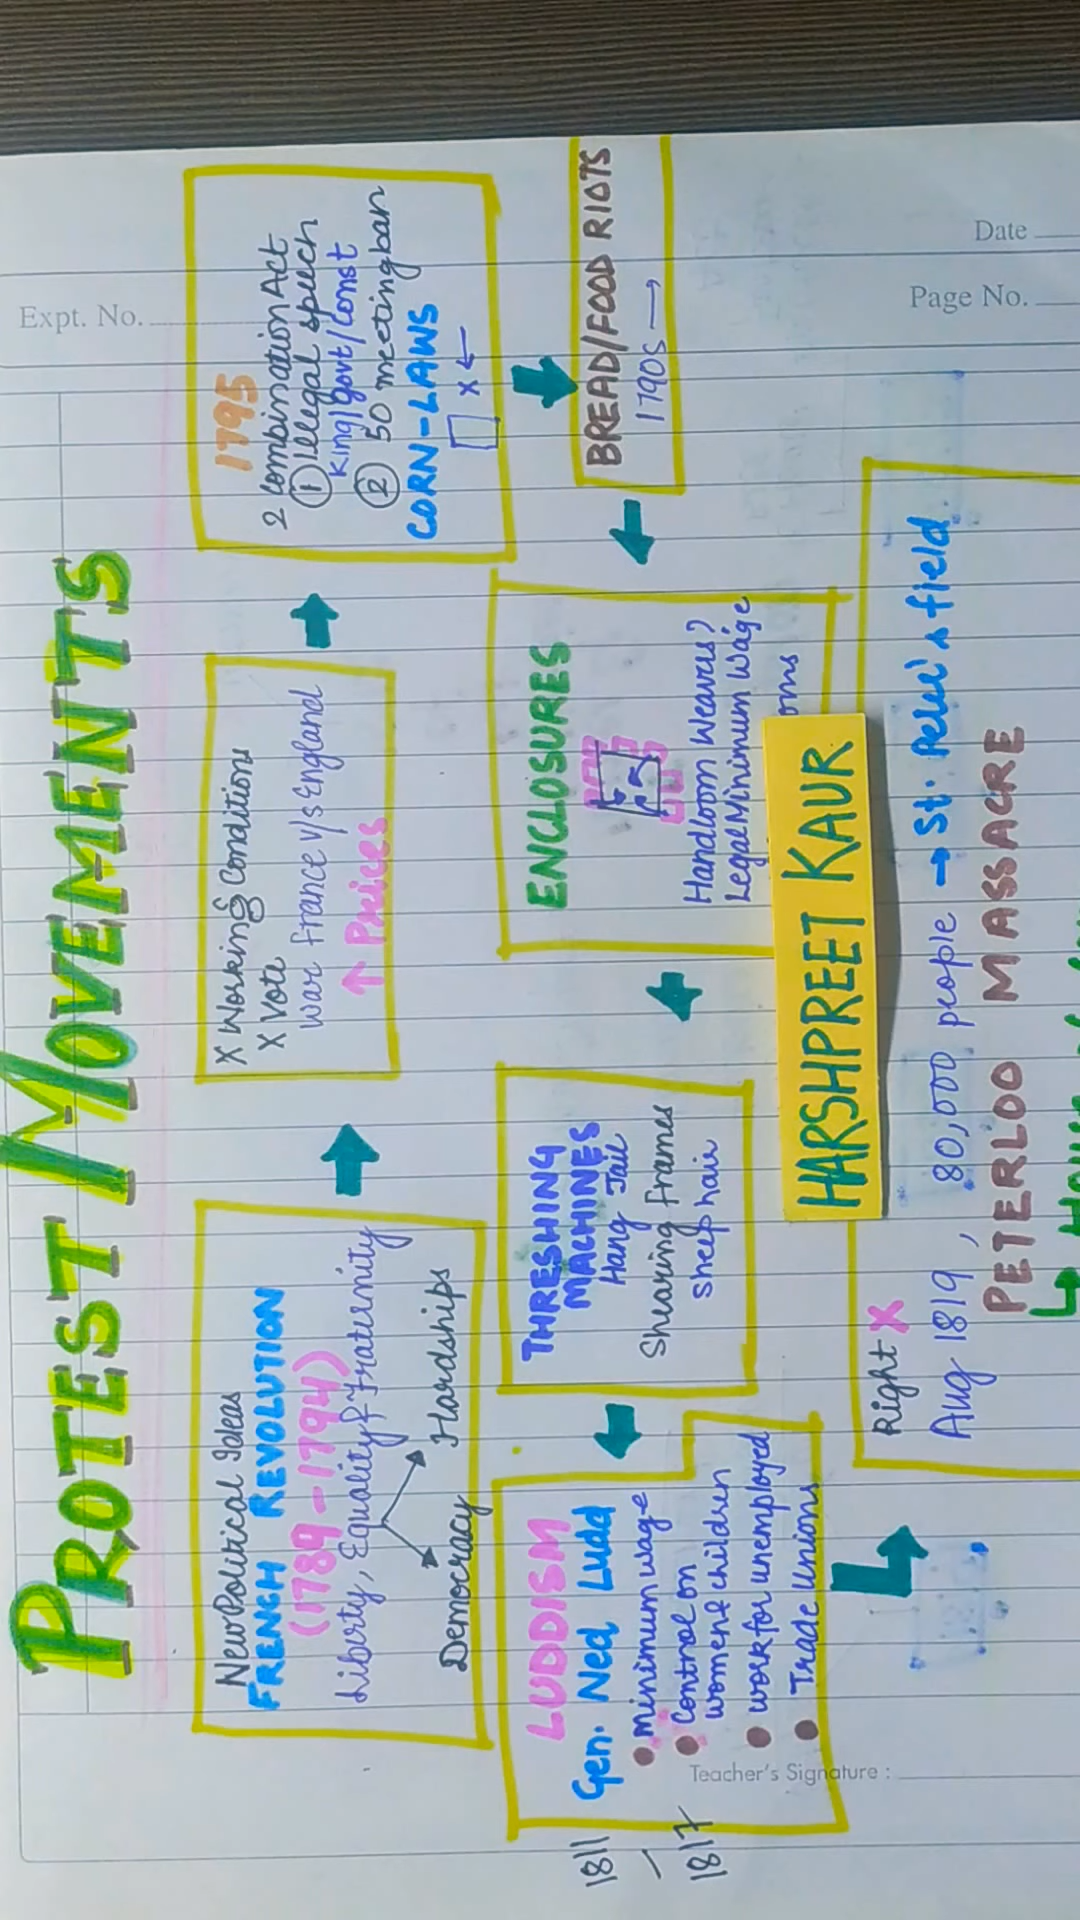 Expt. No.
Date
Page No.
PROTEST MOVEMENTS
New Political Ideas
FRENCH REVOLUTION
(1789-1794)
Liberty, Equality & Fraternity
Democracy
Hardships
X Working Conditions
X Vote
War France V/s England
↑ Prices
1795
2 Combination Act
① Illegal speech
King/govt/Const
② 50 meeting ban
CORN-LAWS
X ←
BREAD/FOOD RIOTS
1790s →
ENCLOSURES
Handloom Weavers?
Legal Minimum Wage
oms
THRESHING
MACHINES
Hang Jail
Shearing frames
sheep hair
LUDDISM
1811 Gen. Ned Ludd
— • Minimum wage
1817 • Control on
women & children
• work for unemployed
• Trade Unions
Teacher's Signature :
HARSHPREET KAUR
Right X
Aug 1819, 80,000 people → St. Peter's field
PETERLOO MASSACRE